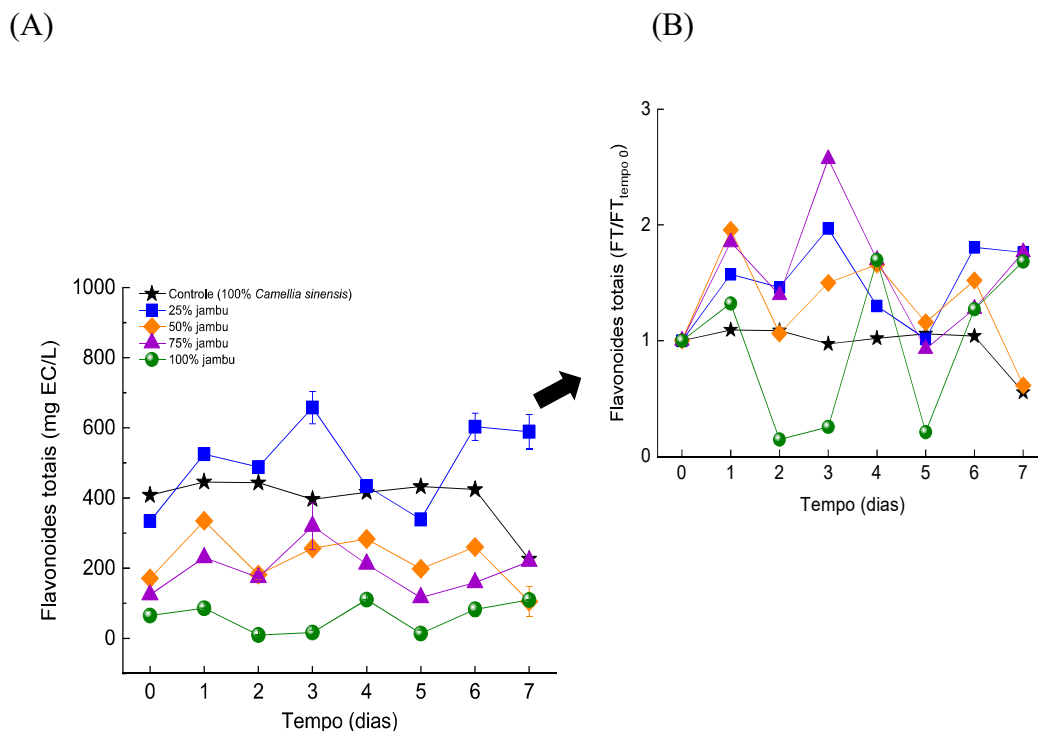 (A)
Flavonoides totais (mg EC/L)
1000
800
600
400
200
0
Controle (100% Camellia sinensis)
25% jambu
50% jambu
75% jambu
100% jambu
0 1 2 3 4 5 6 7
Tempo (dias)
(B)
Flavonoides totais (FT/FTtempo 0)
3
2
1
0
0 1 2 3 4 5 6 7
Tempo (dias)